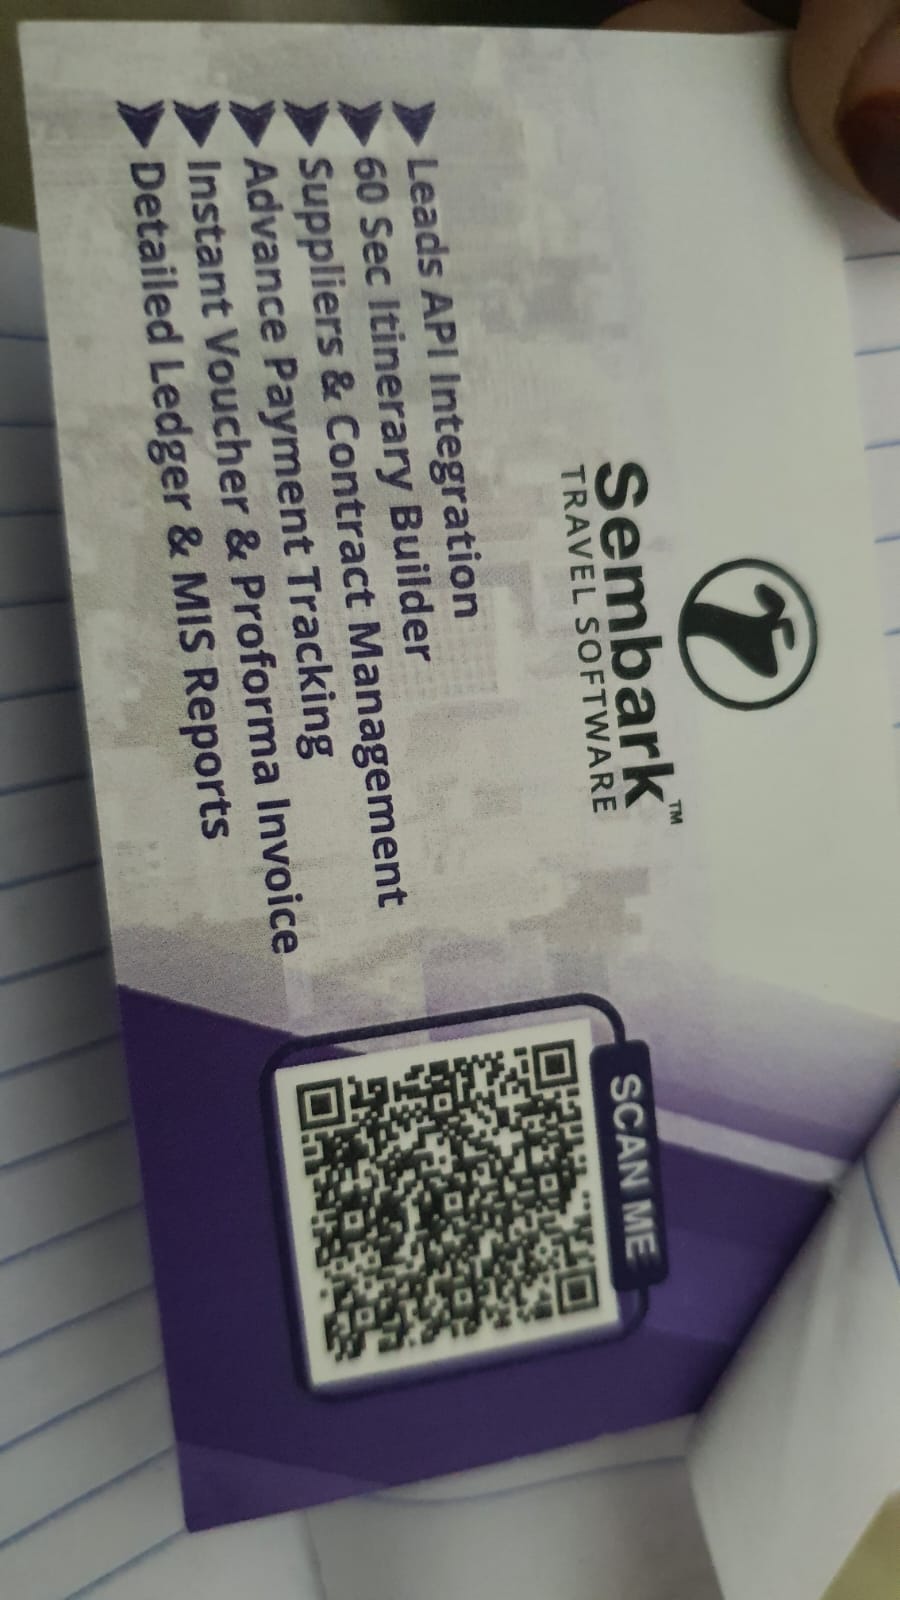 Sembark™
TRAVEL SOFTWARE
Leads API Integration
60 Sec Itinerary Builder
Suppliers & Contract Management
Advance Payment Tracking
Instant Voucher & Proforma Invoice
Detailed Ledger & MIS Reports
SCAN ME